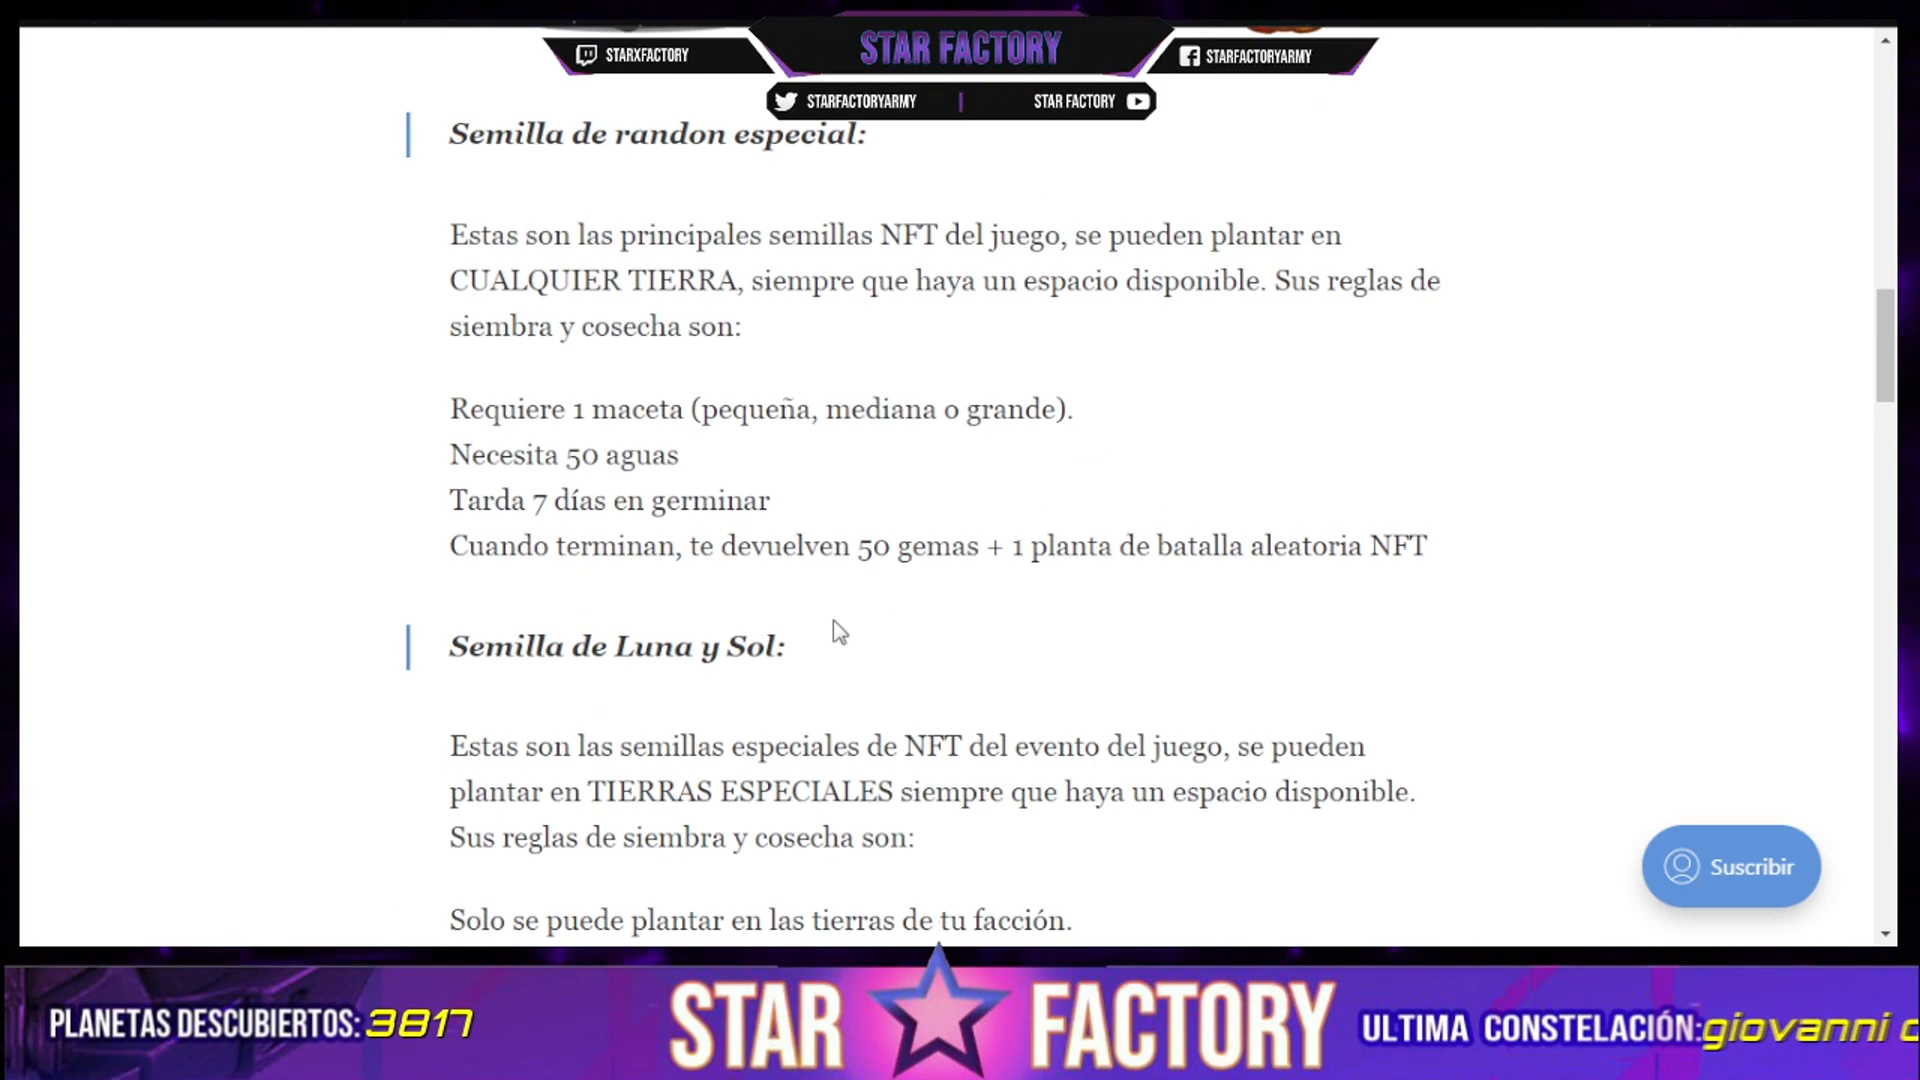 STARXFACTORY
STAR FACTORY
STARFACTORYARMY
STARFACTORYARMY
STAR FACTORY
Semilla de randon especial:
Estas son las principales semillas NFT del juego, se pueden plantar en
CUALQUIER TIERRA, siempre que haya un espacio disponible. Sus reglas de
siembra y cosecha son:
Requiere 1 maceta (pequeña, mediana o grande).
Necesita 50 aguas
Tarda 7 días en germinar
Cuando terminan, te devuelven 50 gemas + 1 planta de batalla aleatoria NFT
Semilla de Luna y Sol:
Estas son las semillas especiales de NFT del evento del juego, se pueden
plantar en TIERRAS ESPECIALES siempre que haya un espacio disponible.
Sus reglas de siembra y cosecha son:
Suscribir
Solo se puede plantar en las tierras de tu facción.
PLANETAS DESCUBIERTOS: 3817
STAR FACTORY
ULTIMA CONSTELACIÓN: giovanni